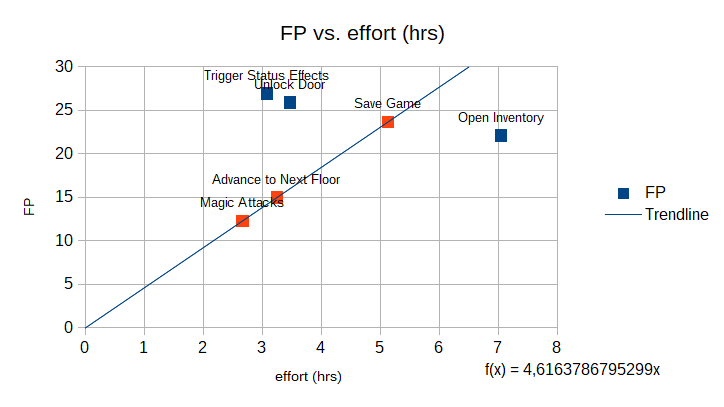 FP vs. effort (hrs)
30
25
20
15
10
5
0
FP
Trigger Status Effects
Unlock Door
Save Game
Open Inventory
Advance to Next Floor
Magic Attacks
0 1 2 3 4 5 6 7 8
effort (hrs)
FP
Trendline
f(x) = 4,6163786795299x